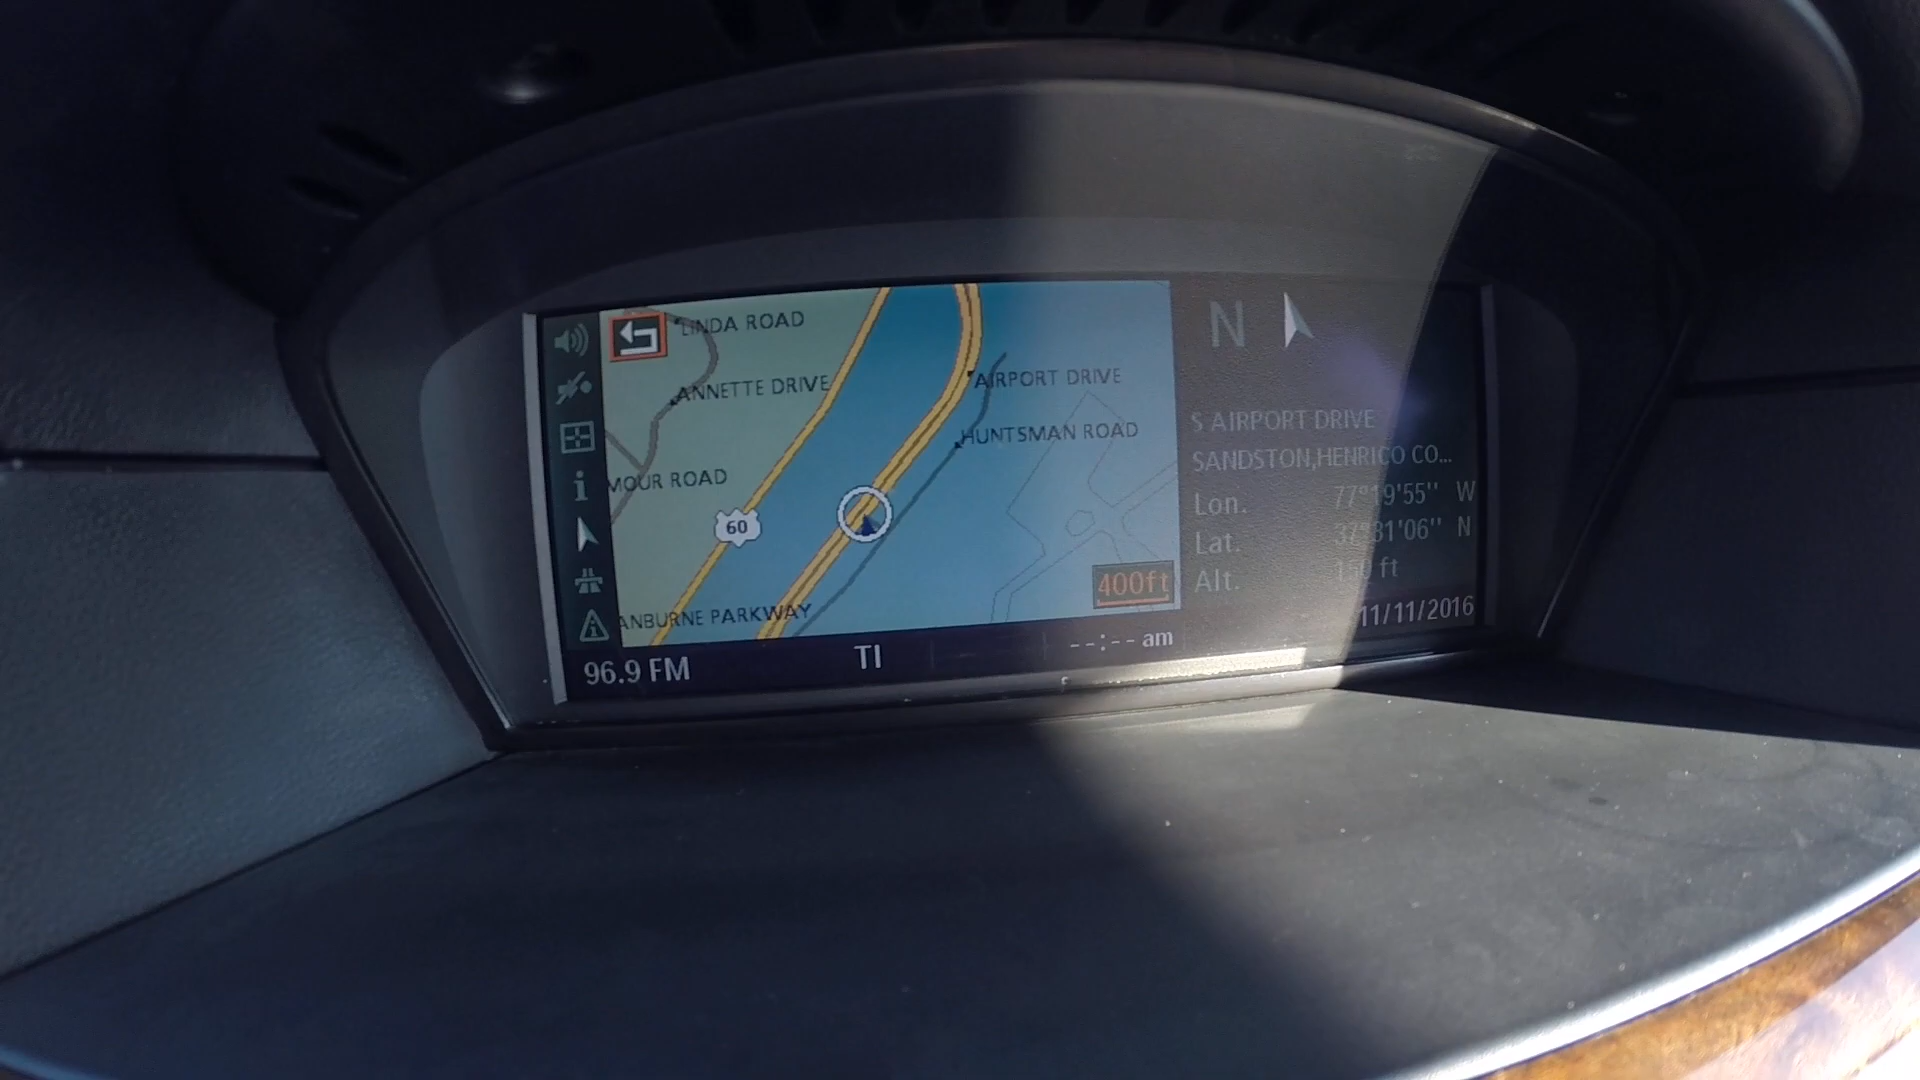 LINDA ROAD
ANNETTE DRIVE
AIRPORT DRIVE
HUNTSMAN ROAD
MOUR ROAD
60
ANBURNE PARKWAY
400ft
N
S AIRPORT DRIVE
SANDSTON,HENRICO CO...
Lon. 77°19'55" W
Lat. 37°31'06" N
Alt. 150 ft
11/11/2016
96.9 FM
TI
--:-- am